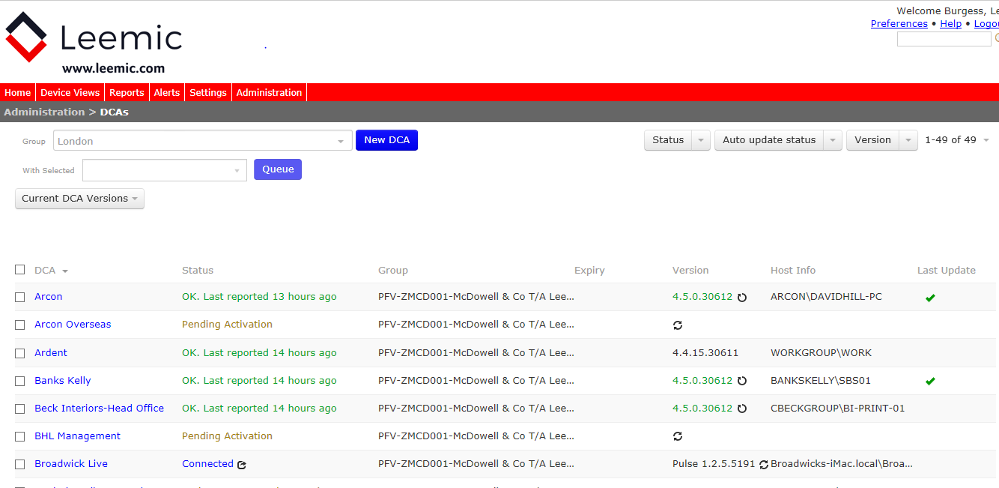 Welcome Burgess, Le
Preferences • Help • Logou
Leemic
www.leemic.com
Home Device Views Reports Alerts Settings Administration
Administration > DCAs
Group London New DCA Status Auto update status Version 1-49 of 49
With Selected Queue
Current DCA Versions
DCA Status Group Expiry Version Host Info Last Update
Arcon OK. Last reported 13 hours ago PFV-ZMCD001-McDowell & Co T/A Lee... 4.5.0.30612 ARCON\DAVIDHILL-PC
Arcon Overseas Pending Activation PFV-ZMCD001-McDowell & Co T/A Lee...
Ardent OK. Last reported 14 hours ago PFV-ZMCD001-McDowell & Co T/A Lee... 4.4.15.30611 WORKGROUP\WORK
Banks Kelly OK. Last reported 14 hours ago PFV-ZMCD001-McDowell & Co T/A Lee... 4.5.0.30612 BANKSKELLY\SBS01
Beck Interiors-Head Office OK. Last reported 14 hours ago PFV-ZMCD001-McDowell & Co T/A Lee... 4.5.0.30612 CBECKGROUP\BI-PRINT-01
BHL Management Pending Activation PFV-ZMCD001-McDowell & Co T/A Lee...
Broadwick Live Connected PFV-ZMCD001-McDowell & Co T/A Lee... Pulse 1.2.5.5191 Broadwicks-iMac.local\Broa...